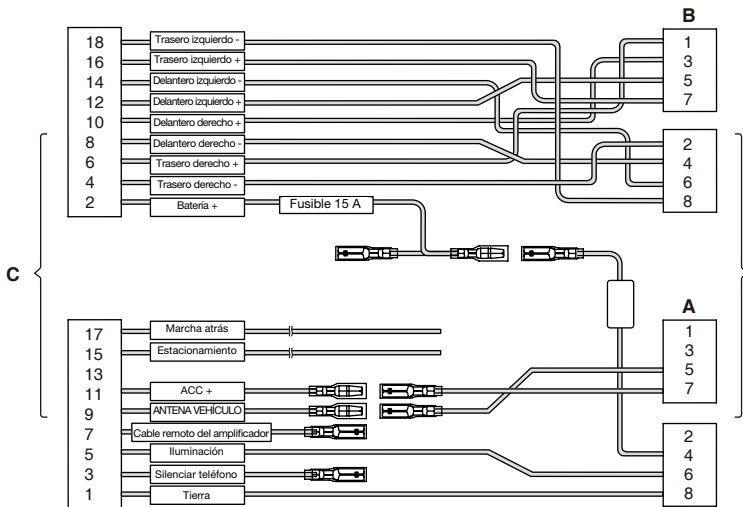 B
18 Trasero izquierdo - 1
16 Trasero izquierdo + 3
14 Delantero izquierdo - 5
12 Delantero izquierdo + 7
10 Delantero derecho +
8 Delantero derecho - 2
6 Trasero derecho + 4
4 Trasero derecho - 6
2 Batería + Fusible 15 A 8
C
A
17 Marcha atrás 1
15 Estacionamiento 3
13 5
11 ACC + 7
9 ANTENA VEHÍCULO
7 Cable remoto del amplificador 2
5 Iluminación 4
3 Silenciar teléfono 6
1 Tierra 8